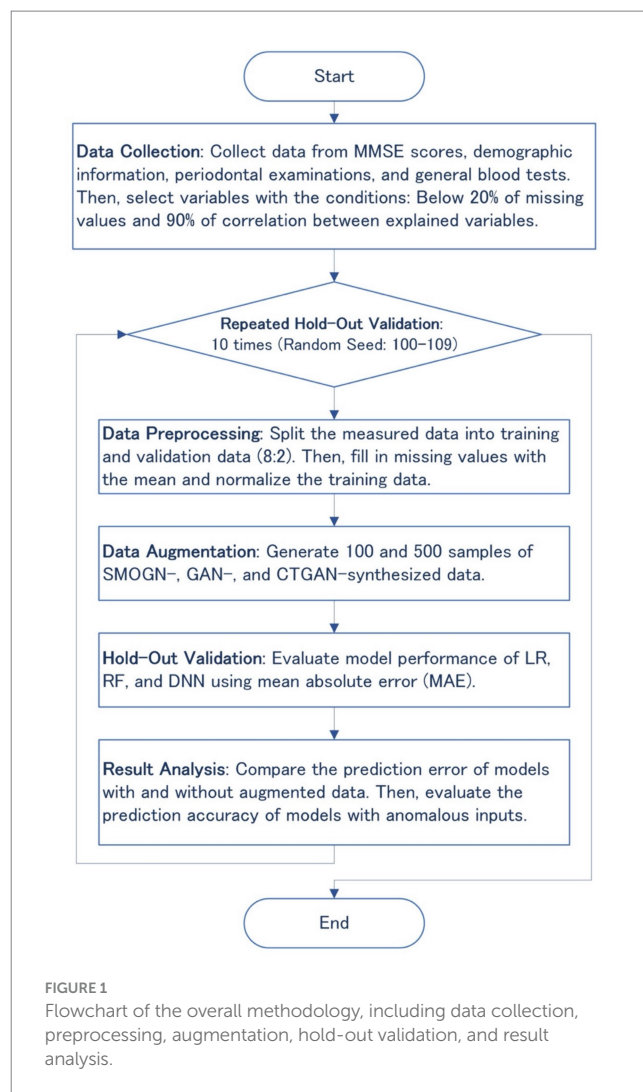 Start
Data Collection: Collect data from MMSE scores, demographic
information, periodontal examinations, and general blood tests.
Then, select variables with the conditions: Below 20% of missing
values and 90% of correlation between explained variables.
Repeated Hold-Out Validation:
10 times (Random Seed: 100-109)
Data Preprocessing: Split the measured data into training
and validation data (8:2). Then, fill in missing values with
the mean and normalize the training data.
Data Augmentation: Generate 100 and 500 samples of
SMOGN-, GAN-, and CTGAN-synthesized data.
Hold-Out Validation: Evaluate model performance of LR,
RF, and DNN using mean absolute error (MAE).
Result Analysis: Compare the prediction error of models
with and without augmented data. Then, evaluate the
prediction accuracy of models with anomalous inputs.
End
FIGURE 1
Flowchart of the overall methodology, including data collection,
preprocessing, augmentation, hold-out validation, and result
analysis.